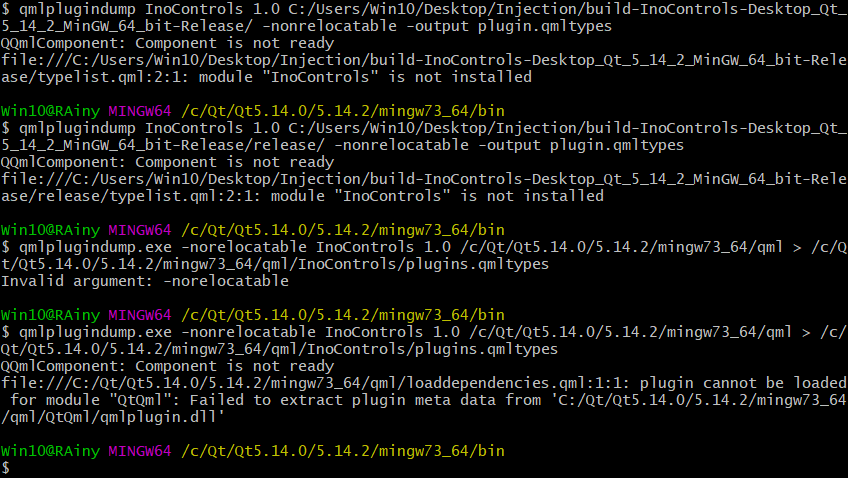 $ qmlplugindump InoControls 1.0 C:/Users/Win10/Desktop/Injection/build-InoControls-Desktop_Qt_
5_14_2_MinGW_64_bit-Release/ -nonrelocatable -output plugin.qmltypes
QQmlComponent: Component is not ready
file:///C:/Users/Win10/Desktop/Injection/build-InoControls-Desktop_Qt_5_14_2_MinGW_64_bit-Rele
ase/typelist.qml:2:1: module "InoControls" is not installed

Win10@RAiny MINGW64 /c/Qt/Qt5.14.0/5.14.2/mingw73_64/bin
$ qmlplugindump InoControls 1.0 C:/Users/Win10/Desktop/Injection/build-InoControls-Desktop_Qt_
5_14_2_MinGW_64_bit-Release/release/ -nonrelocatable -output plugin.qmltypes
QQmlComponent: Component is not ready
file:///C:/Users/Win10/Desktop/Injection/build-InoControls-Desktop_Qt_5_14_2_MinGW_64_bit-Rele
ase/release/typelist.qml:2:1: module "InoControls" is not installed

Win10@RAiny MINGW64 /c/Qt/Qt5.14.0/5.14.2/mingw73_64/bin
$ qmlplugindump.exe -norelocatable InoControls 1.0 /c/Qt/Qt5.14.0/5.14.2/mingw73_64/qml > /c/Q
t/Qt5.14.0/5.14.2/mingw73_64/qml/InoControls/plugins.qmltypes
Invalid argument: -norelocatable

Win10@RAiny MINGW64 /c/Qt/Qt5.14.0/5.14.2/mingw73_64/bin
$ qmlplugindump.exe -nonrelocatable InoControls 1.0 /c/Qt/Qt5.14.0/5.14.2/mingw73_64/qml > /c/
Qt/Qt5.14.0/5.14.2/mingw73_64/qml/InoControls/plugins.qmltypes
QQmlComponent: Component is not ready
file:///C:/Qt/Qt5.14.0/5.14.2/mingw73_64/qml/loaddependencies.qml:1:1: plugin cannot be loaded
 for module "QtQml": Failed to extract plugin meta data from 'C:/Qt/Qt5.14.0/5.14.2/mingw73_64
/qml/QtQml/qmlplugin.dll'

Win10@RAiny MINGW64 /c/Qt/Qt5.14.0/5.14.2/mingw73_64/bin
$